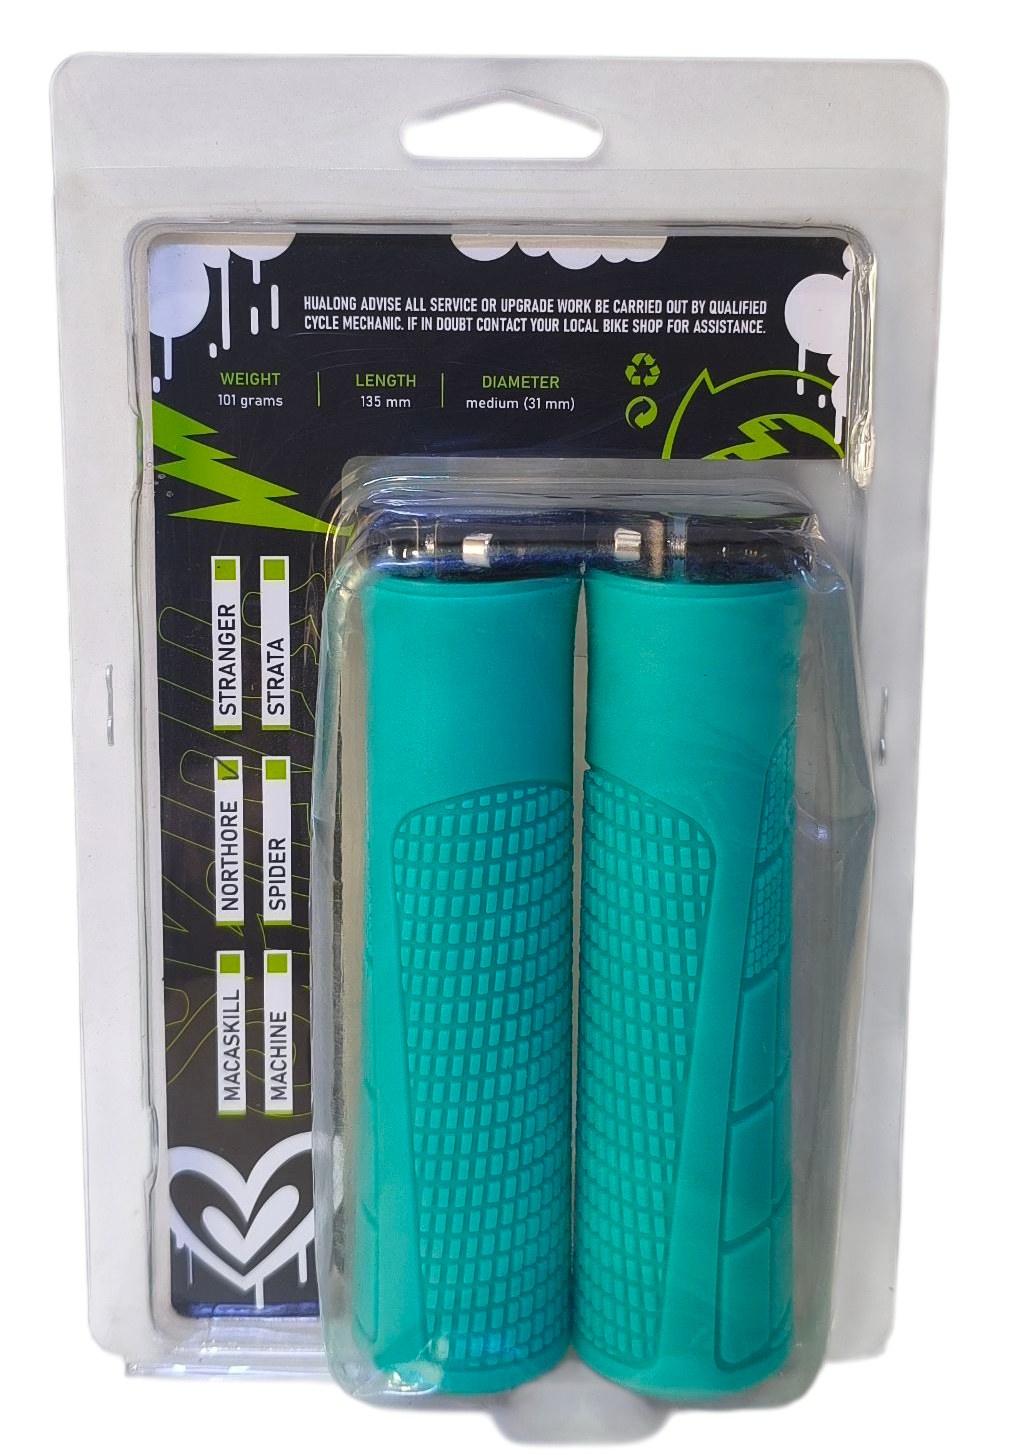 HUALONG ADVISE ALL SERVICE OR UPGRADE WORK BE CARRIED OUT BY QUALIFIED
CYCLE MECHANIC. IF IN DOUBT CONTACT YOUR LOCAL BIKE SHOP FOR ASSISTANCE.
WEIGHT
101 grams
LENGTH
135 mm
DIAMETER
medium (31 mm)
STRANGER
STRATA
NORTHORE
SPIDER
MACASKILL
MACHINE